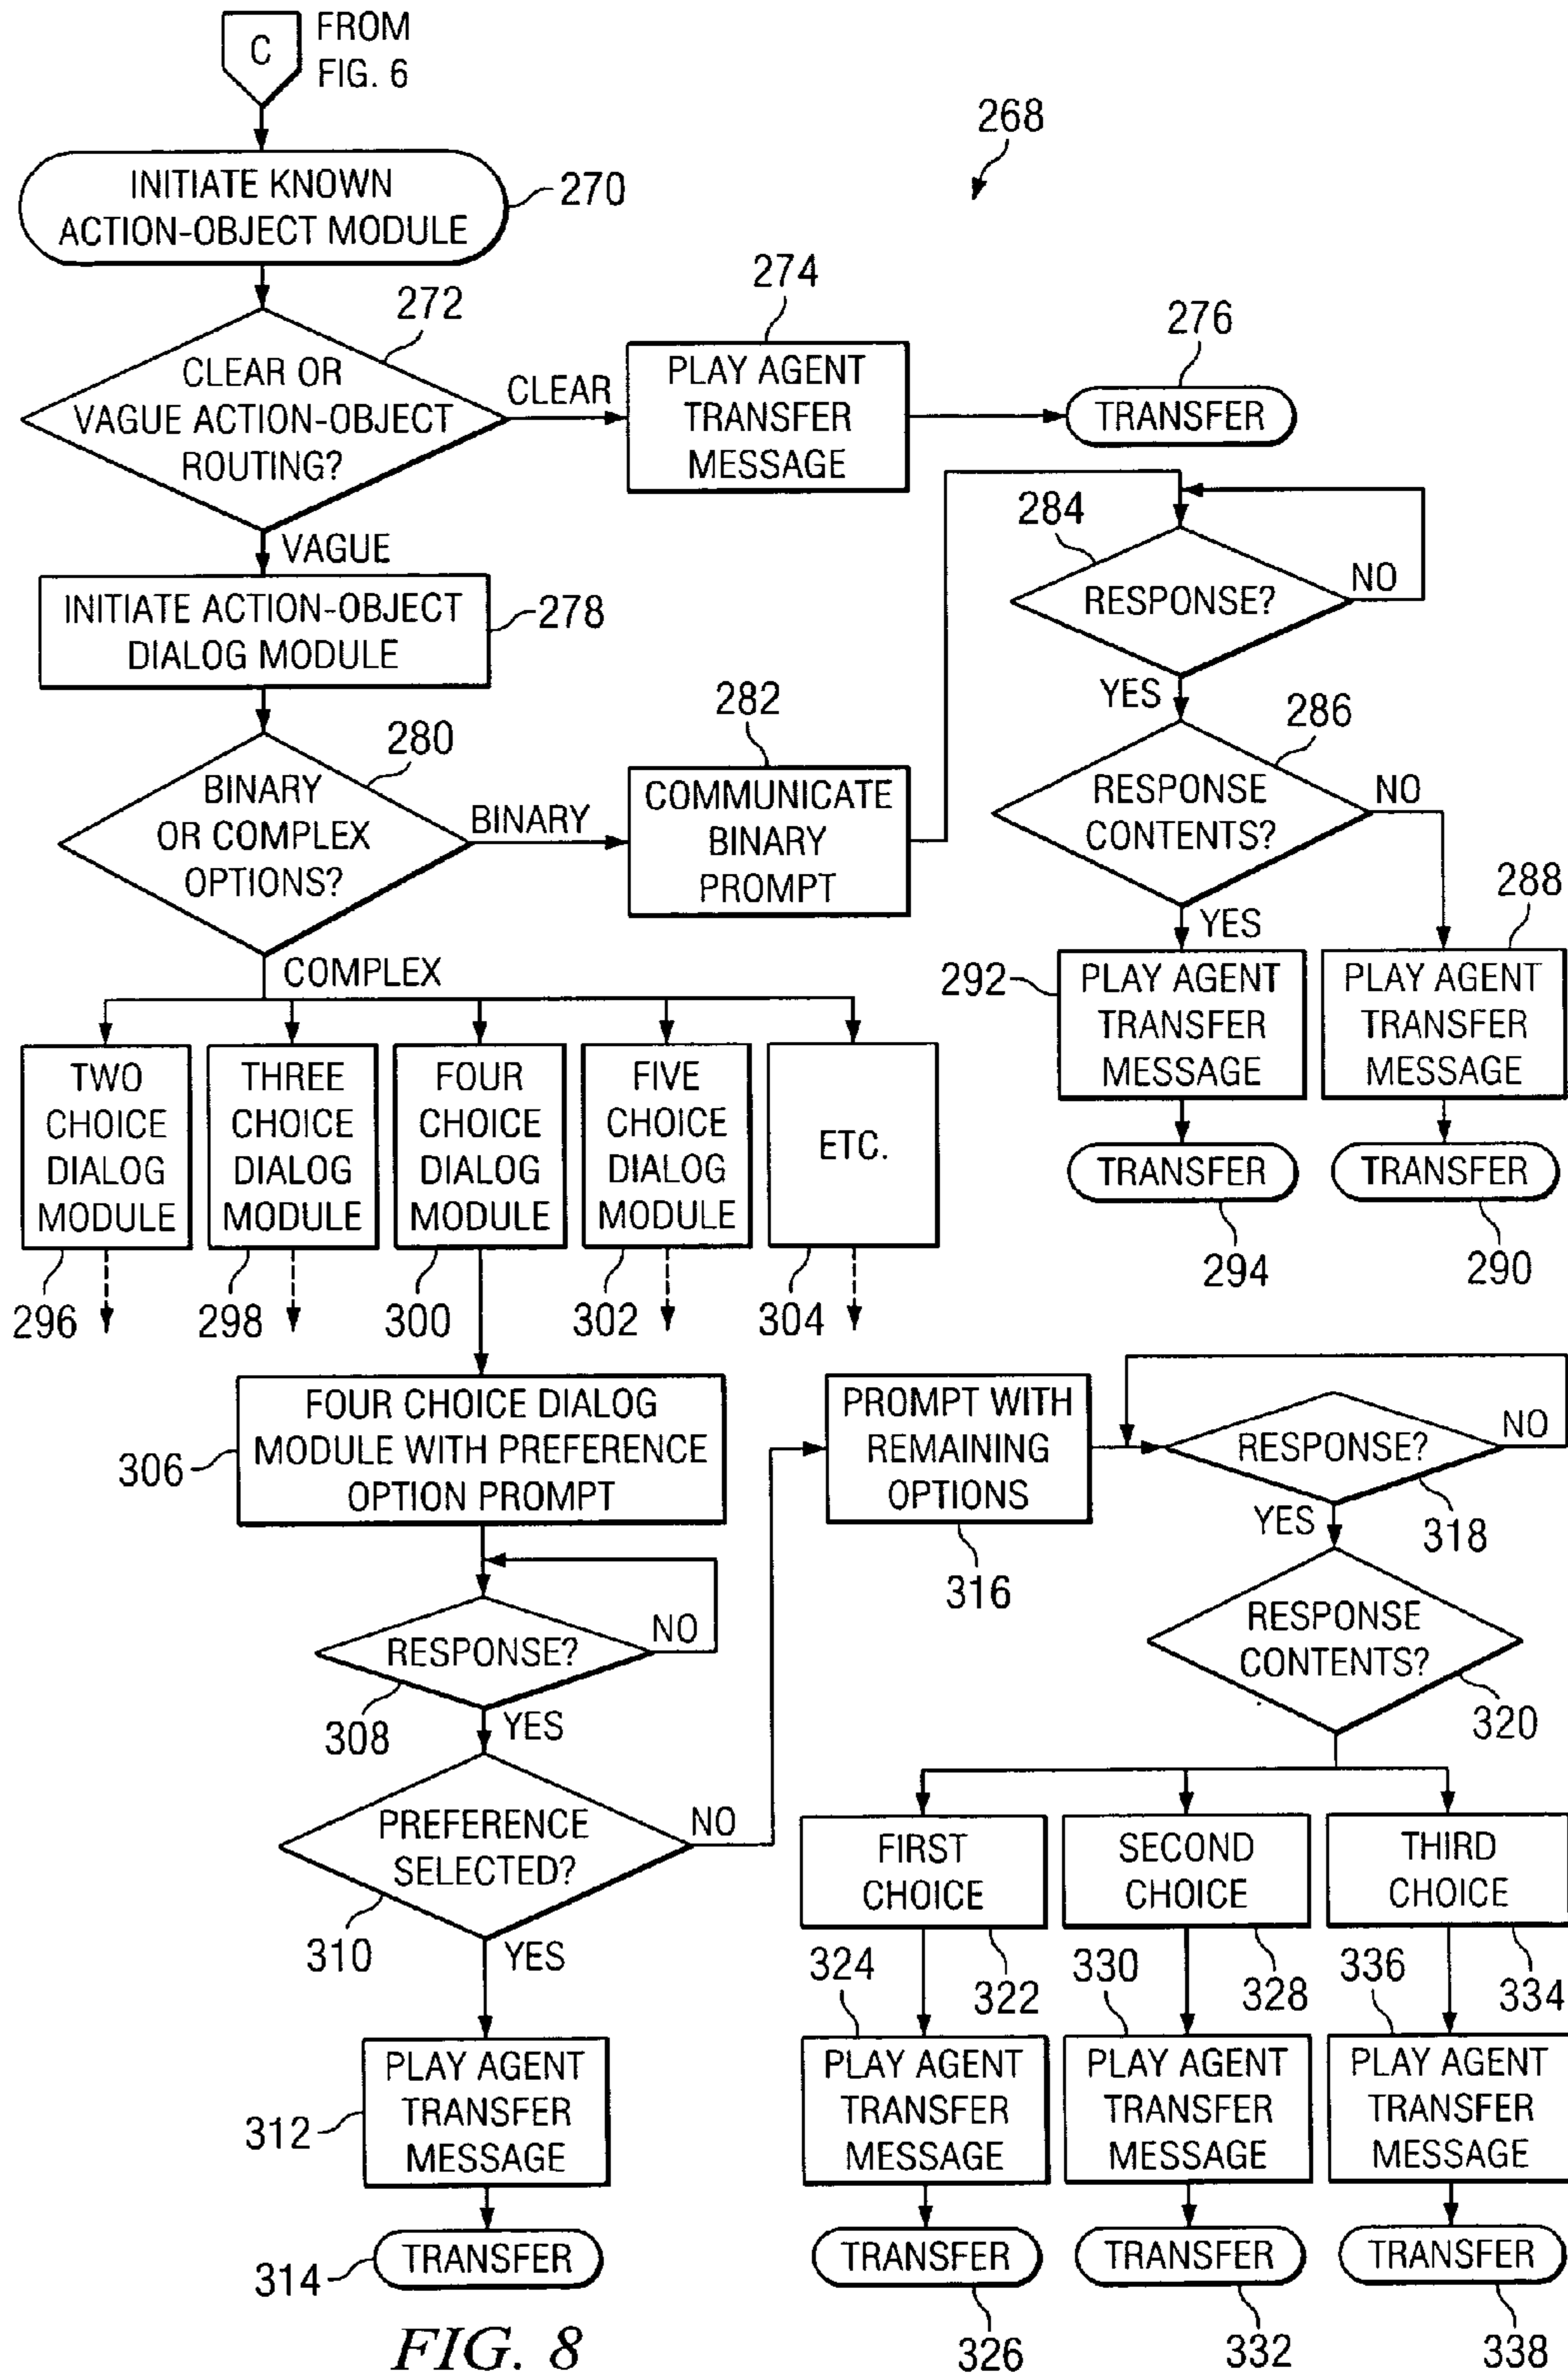 C
FROM
FIG. 6
268
INITIATE KNOWN
ACTION-OBJECT MODULE
270
272
CLEAR OR
VAGUE ACTION-OBJECT
ROUTING?
CLEAR
VAGUE
274
PLAY AGENT
TRANSFER
MESSAGE
276
TRANSFER
INITIATE ACTION-OBJECT
DIALOG MODULE
278
280
BINARY
OR COMPLEX
OPTIONS?
BINARY
COMPLEX
282
COMMUNICATE
BINARY
PROMPT
284
RESPONSE?
NO
YES
286
RESPONSE
CONTENTS?
NO
YES
288
292
PLAY AGENT
TRANSFER
MESSAGE
PLAY AGENT
TRANSFER
MESSAGE
TRANSFER
TRANSFER
294
290
TWO
CHOICE
DIALOG
MODULE
296
THREE
CHOICE
DIALOG
MODULE
298
FOUR
CHOICE
DIALOG
MODULE
300
FIVE
CHOICE
DIALOG
MODULE
302
ETC.
304
FOUR CHOICE DIALOG
MODULE WITH PREFERENCE
OPTION PROMPT
306
RESPONSE?
NO
308
YES
PREFERENCE
SELECTED?
NO
310
YES
312
PLAY AGENT
TRANSFER
MESSAGE
314
TRANSFER
PROMPT WITH
REMAINING
OPTIONS
316
RESPONSE?
NO
YES
318
RESPONSE
CONTENTS?
320
FIRST
CHOICE
322
SECOND
CHOICE
328
THIRD
CHOICE
334
324
PLAY AGENT
TRANSFER
MESSAGE
330
PLAY AGENT
TRANSFER
MESSAGE
336
PLAY AGENT
TRANSFER
MESSAGE
TRANSFER
326
TRANSFER
332
TRANSFER
338
FIG. 8